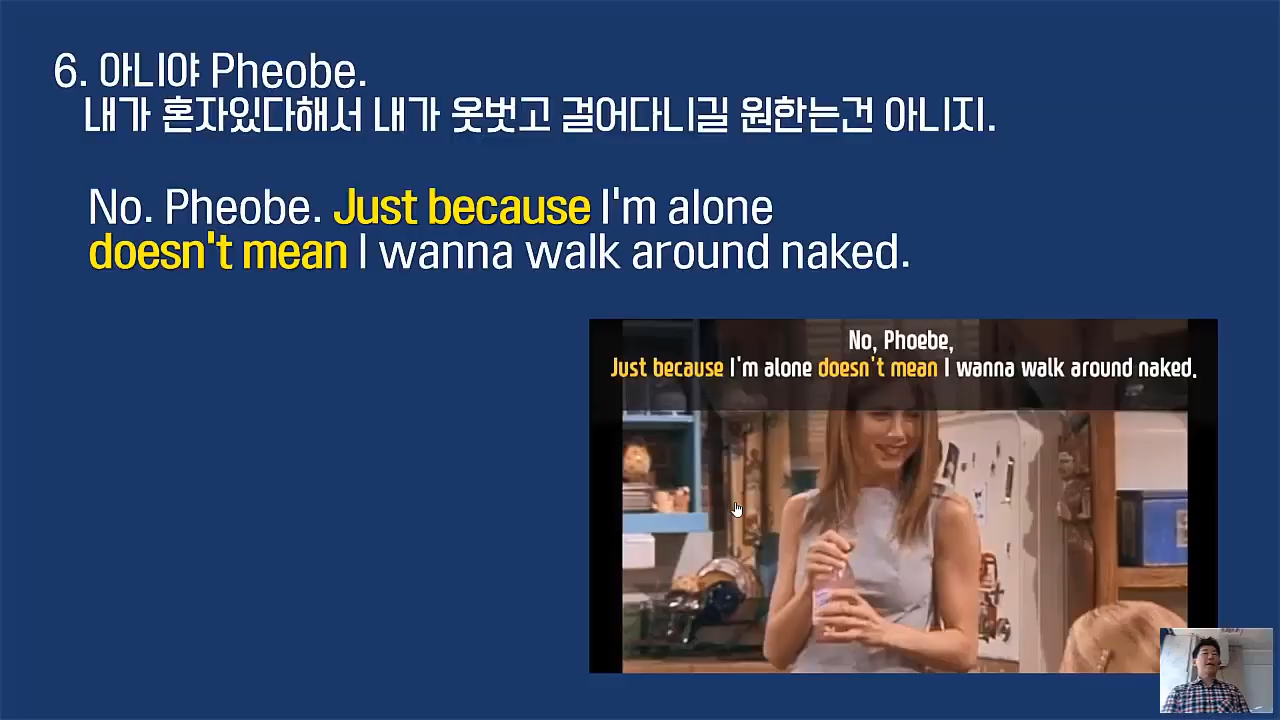 6. 아니야 Pheobe.
내가 혼자있다해서 내가 옷벗고 걸어다니길 원한는건 아니지.
No. Pheobe. Just because I'm alone
doesn't mean I wanna walk around naked.
No, Phoebe,
Just because I'm alone doesn't mean I wanna walk around naked.